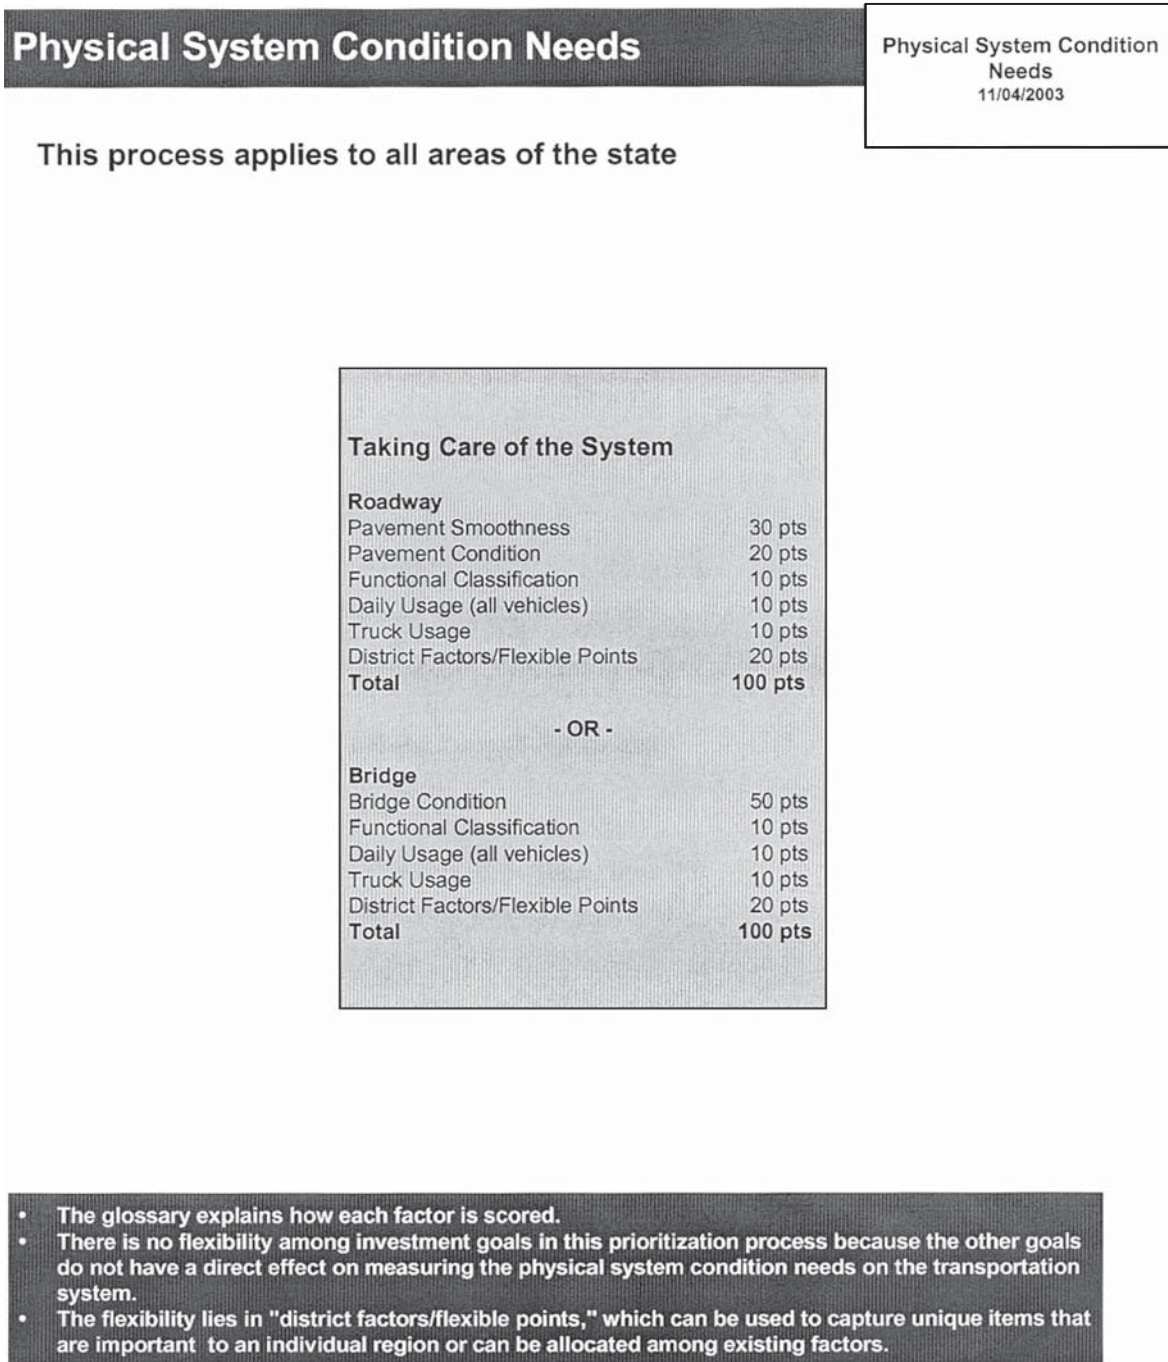 Physical System Condition Needs
Physical System Condition
Needs
11/04/2003
This process applies to all areas of the state
Taking Care of the System
Roadway
Pavement Smoothness 30 pts
Pavement Condition 20 pts
Functional Classification 10 pts
Daily Usage (all vehicles) 10 pts
Truck Usage 10 pts
District Factors/Flexible Points 20 pts
Total 100 pts
- OR -
Bridge
Bridge Condition 50 pts
Functional Classification 10 pts
Daily Usage (all vehicles) 10 pts
Truck Usage 10 pts
District Factors/Flexible Points 20 pts
Total 100 pts
• The glossary explains how each factor is scored.
• There is no flexibility among investment goals in this prioritization process because the other goals
do not have a direct effect on measuring the physical system condition needs on the transportation
system.
• The flexibility lies in "district factors/flexible points," which can be used to capture unique items that
are important to an individual region or can be allocated among existing factors.